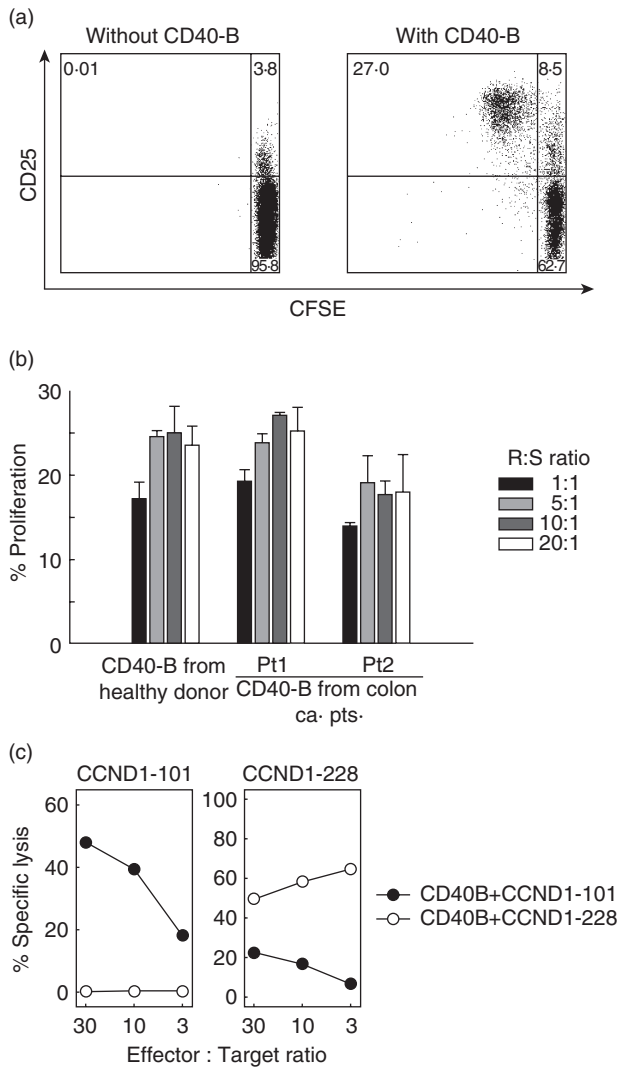 (a)
Without CD40-B
With CD40-B
0·01
3·8
95·8
27·0
8·5
62·7
CD25
CFSE
(b)
30
20
10
0
% Proliferation
R:S ratio
1:1
5:1
10:1
20:1
CD40-B from
healthy donor
Pt1
Pt2
CD40-B from colon
ca· pts·
(c)
CCND1-101
CCND1-228
60
40
20
0
100
80
60
40
20
0
% Specific lysis
CD40B+CCND1-101
CD40B+CCND1-228
30 10 3
30 10 3
Effector : Target ratio